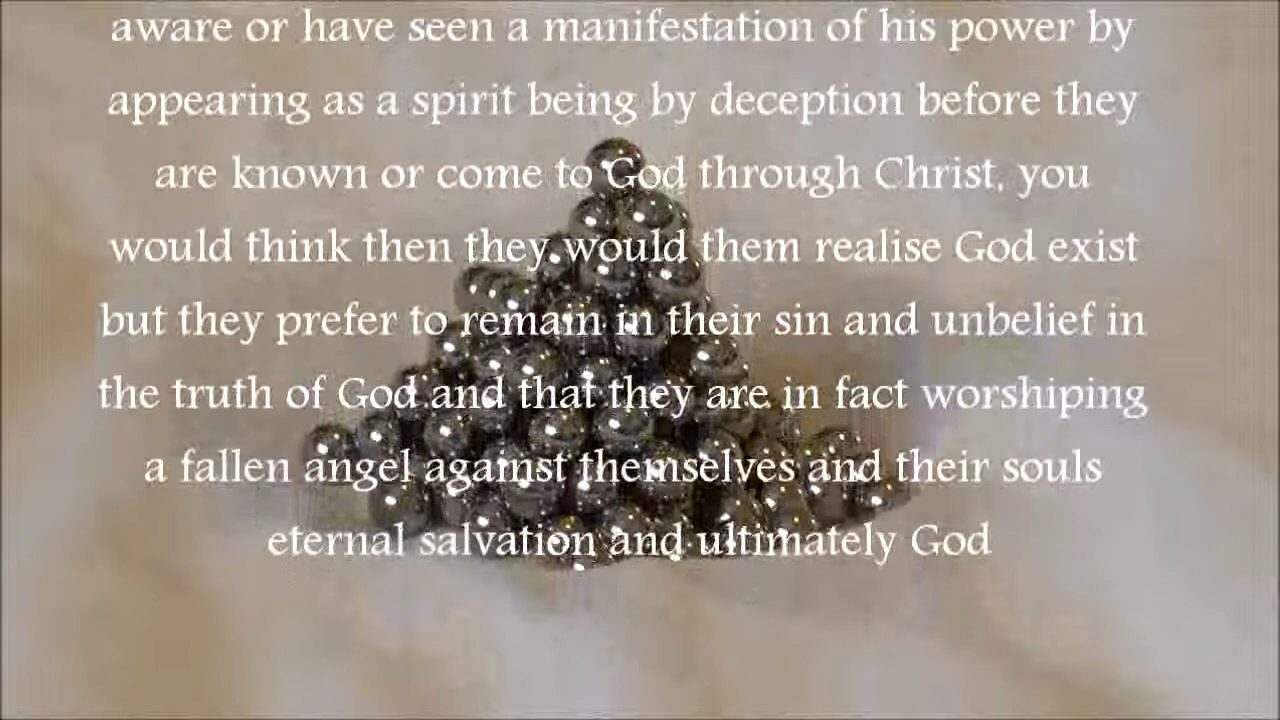 aware or have seen a manifestation of his power by
appearing as a spirit being by deception before they
are known or come to God through Christ, you
would think then they would them realise God exist
but they prefer to remain in their sin and unbelief in
the truth of God and that they are in fact worshiping
a fallen angel against themselves and their souls
eternal salvation and ultimately God